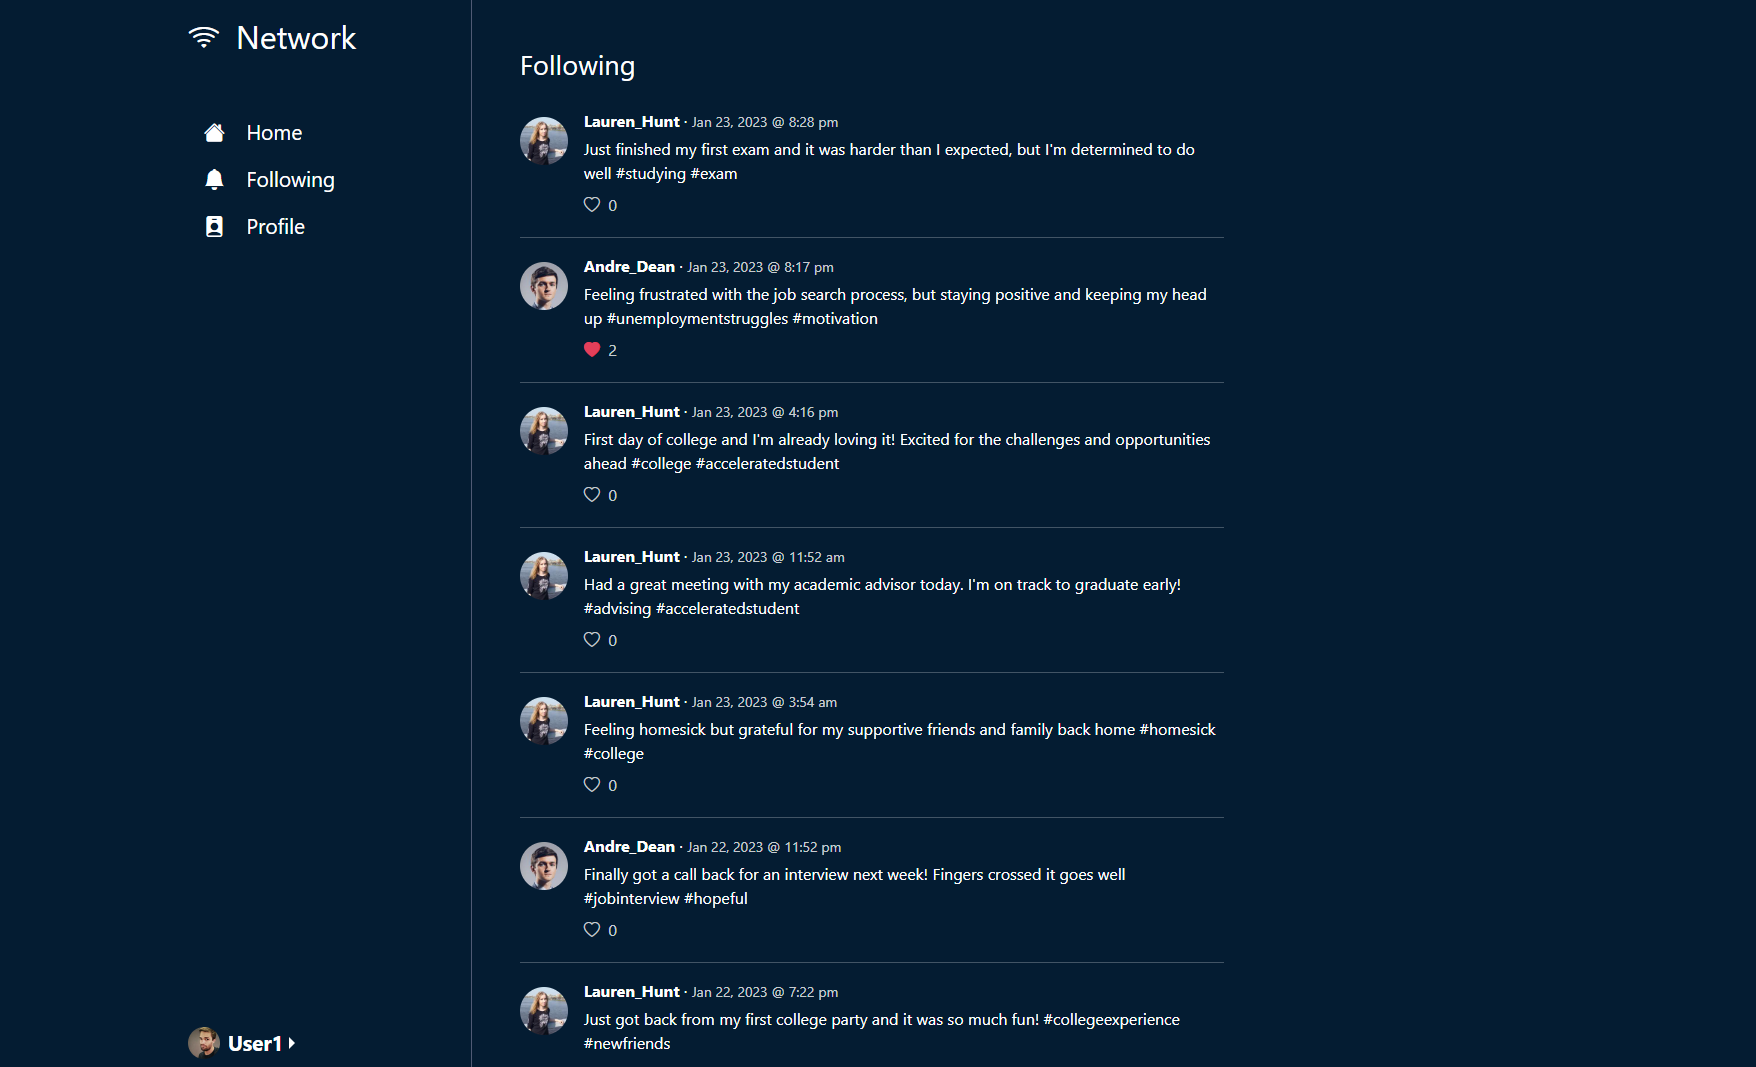 Network
Home
Following
Profile
User1
Following
Lauren_Hunt · Jan 23, 2023 @ 8:28 pm
Just finished my first exam and it was harder than I expected, but I'm determined to do
well #studying #exam
0
Andre_Dean · Jan 23, 2023 @ 8:17 pm
Feeling frustrated with the job search process, but staying positive and keeping my head
up #unemploymentstruggles #motivation
2
Lauren_Hunt · Jan 23, 2023 @ 4:16 pm
First day of college and I'm already loving it! Excited for the challenges and opportunities
ahead #college #acceleratedstudent
0
Lauren_Hunt · Jan 23, 2023 @ 11:52 am
Had a great meeting with my academic advisor today. I'm on track to graduate early!
#advising #acceleratedstudent
0
Lauren_Hunt · Jan 23, 2023 @ 3:54 am
Feeling homesick but grateful for my supportive friends and family back home #homesick
#college
0
Andre_Dean · Jan 22, 2023 @ 11:52 pm
Finally got a call back for an interview next week! Fingers crossed it goes well
#jobinterview #hopeful
0
Lauren_Hunt · Jan 22, 2023 @ 7:22 pm
Just got back from my first college party and it was so much fun! #collegeexperience
#newfriends